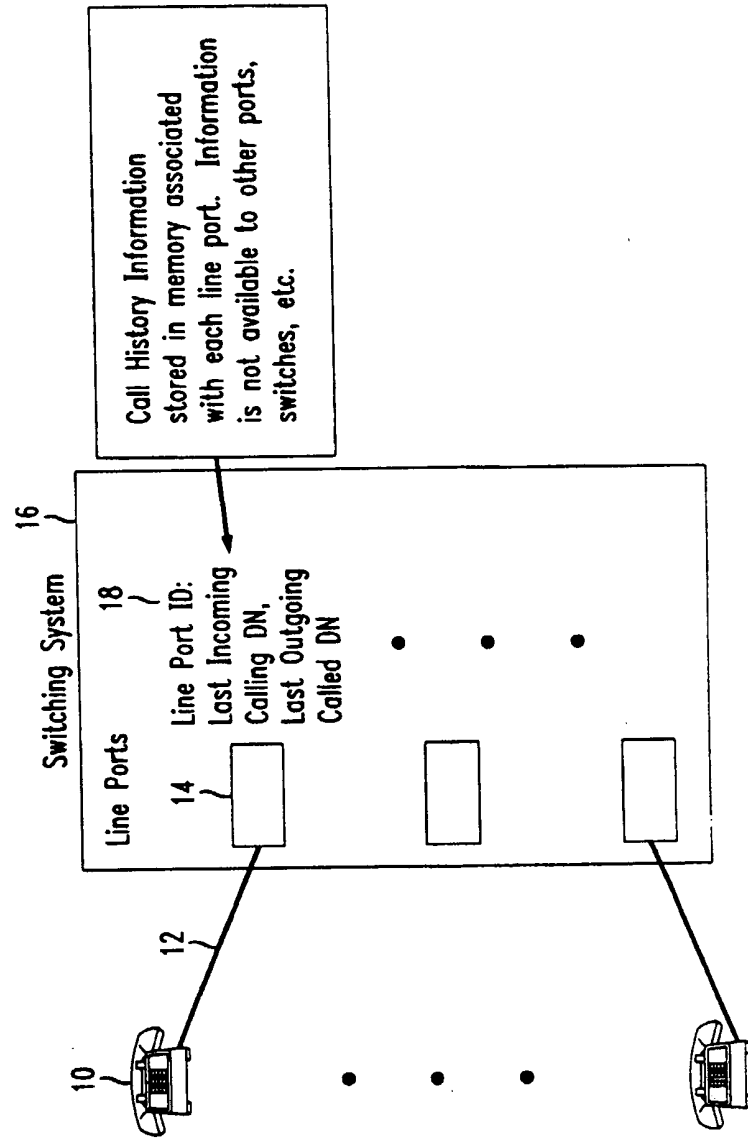 Switching System
16
Line Ports
14
18
Line Port ID:
Last Incoming
Calling DN,
Last Outgoing
Called DN
Call History Information
stored in memory associated
with each line port. Information
is not available to other ports,
switches, etc.
12
10